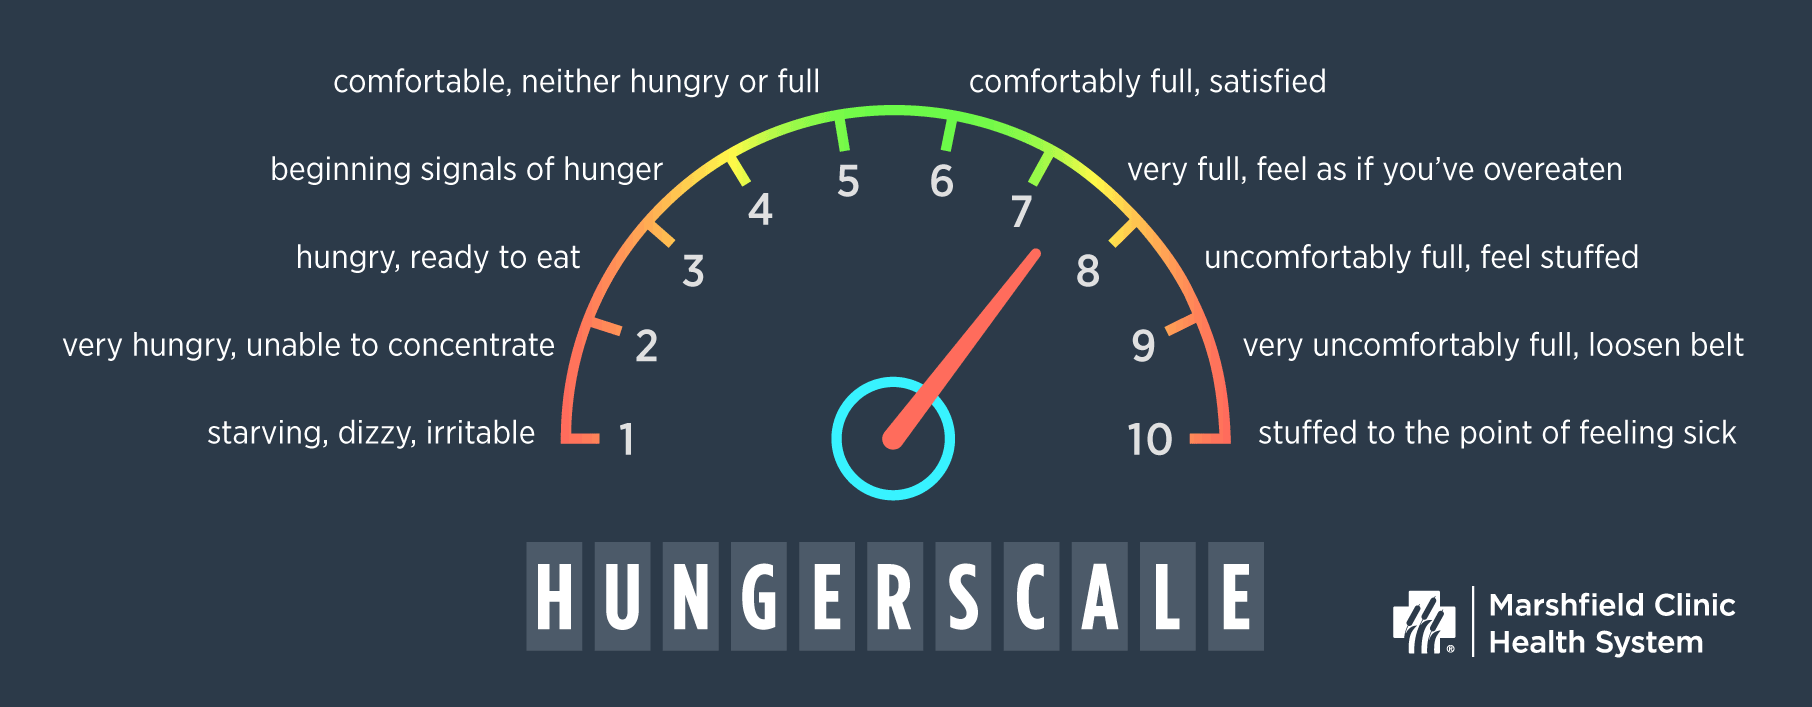 comfortable, neither hungry or full
comfortably full, satisfied
beginning signals of hunger
very full, feel as if you’ve overeaten
hungry, ready to eat
uncomfortably full, feel stuffed
very hungry, unable to concentrate
very uncomfortably full, loosen belt
starving, dizzy, irritable
stuffed to the point of feeling sick
1
2
3
4
5
6
7
8
9
10
HUNGERSCALE
Marshfield Clinic
Health System
®